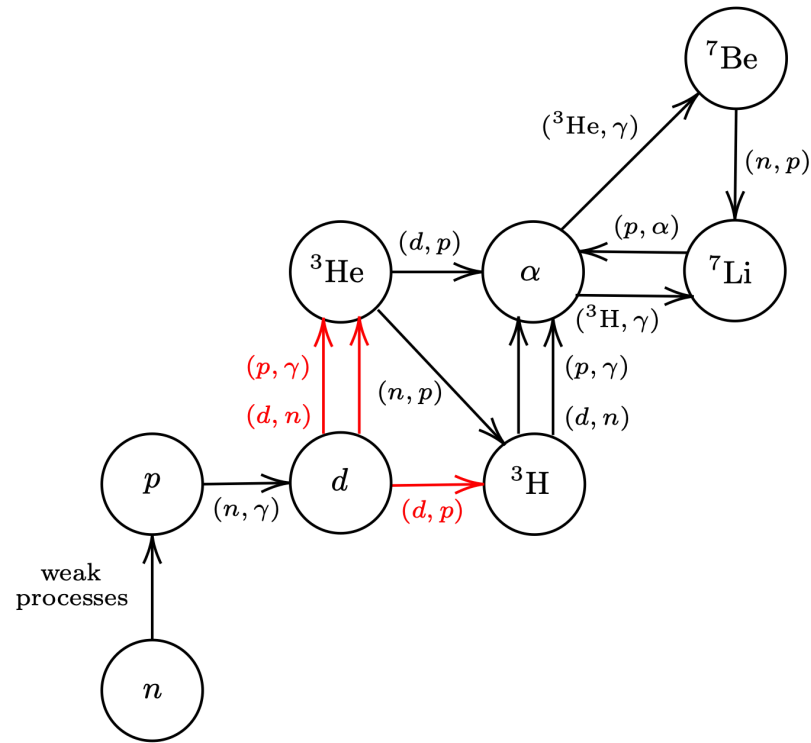 ⁷Be
(³He, γ)
(n, p)
(p, α)
³He
(d, p)
α
⁷Li
(³H, γ)
(p, γ)
(n, p)
(p, γ)
(d, n)
(d, n)
p
d
³H
(n, γ)
(d, p)
weak
processes
n